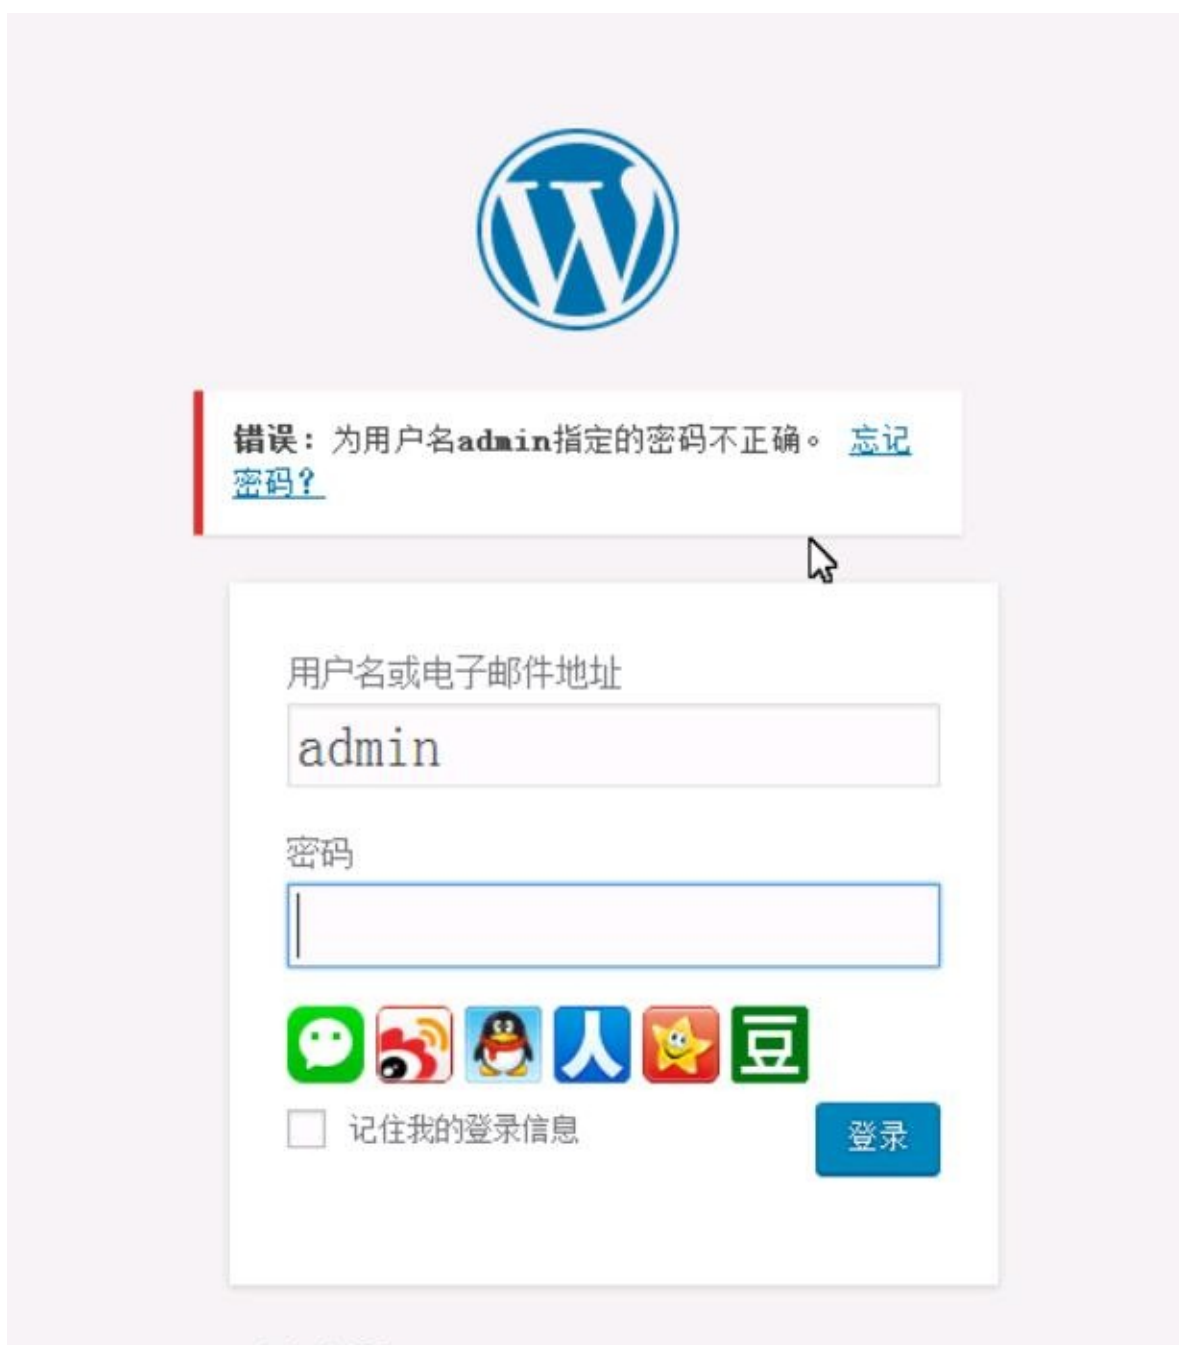 错误：为用户名admin指定的密码不正确。 忘记
密码？
用户名或电子邮件地址
admin
密码
豆
记住我的登录信息
登录